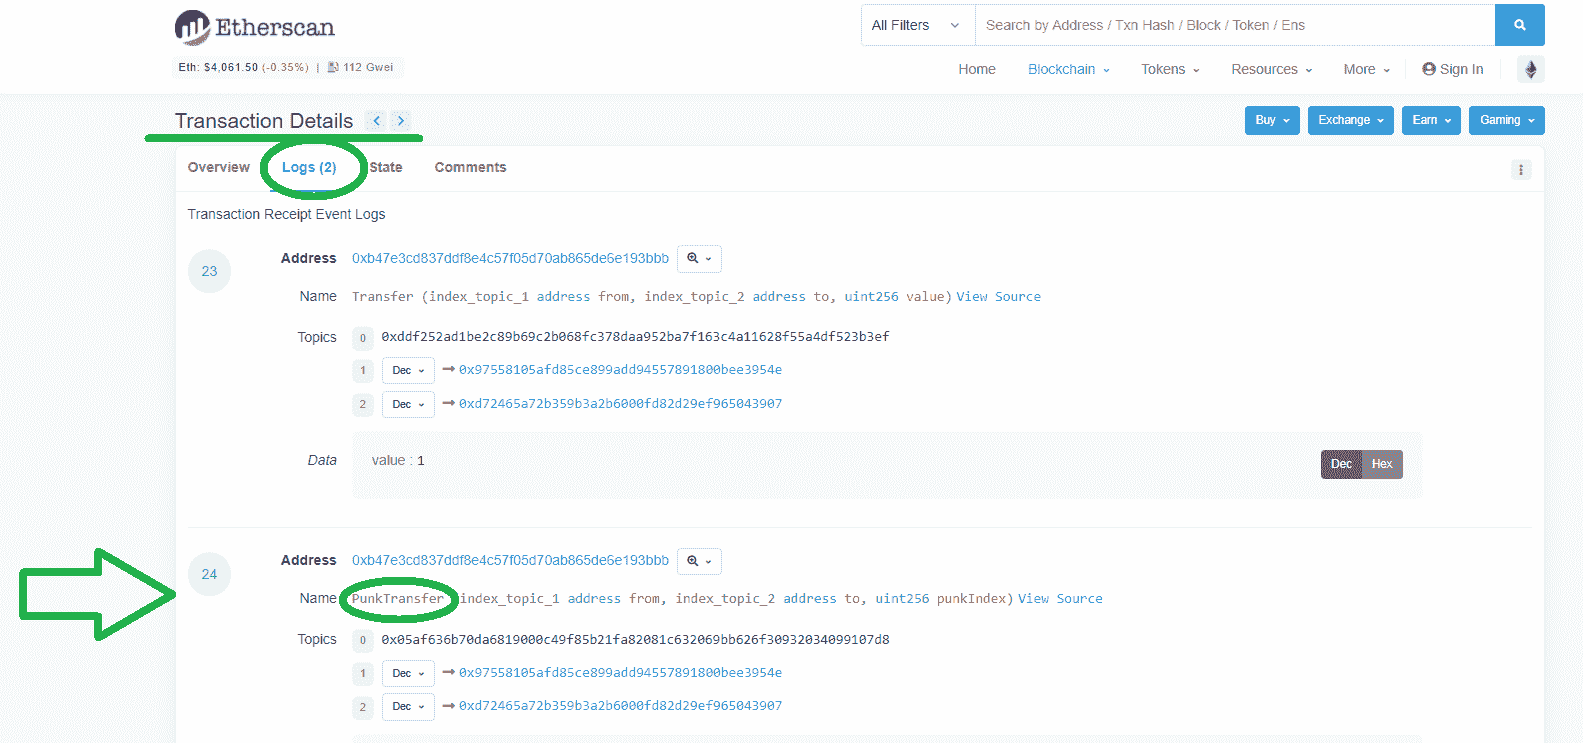 Etherscan
All Filters
Search by Address / Txn Hash / Block / Token / Ens
Eth: $4,061.50 (-0.35%) | 112 Gwei
Home Blockchain Tokens Resources More Sign In
Transaction Details
Buy Exchange Earn Gaming
Overview Logs (2) State Comments
Transaction Receipt Event Logs
23
Address 0xb47e3cd837ddf8e4c57f05d70ab865de6e193bbb
Name Transfer (index_topic_1 address from, index_topic_2 address to, uint256 value) View Source
Topics 0 0xddf252ad1be2c89b69c2b068fc378daa952ba7f163c4a11628f55a4df523b3ef
1 Dec 0x97558105afd85ce899add94557891800bee3954e
2 Dec 0xd72465a72b359b3a2b6000fd82d29ef965043907
Data value : 1
Dec Hex
24
Address 0xb47e3cd837ddf8e4c57f05d70ab865de6e193bbb
Name PunkTransfer index_topic_1 address from, index_topic_2 address to, uint256 punkIndex) View Source
Topics 0 0x05af636b70da6819000c49f85b21fa82081c632069bb626f30932034099107d8
1 Dec 0x97558105afd85ce899add94557891800bee3954e
2 Dec 0xd72465a72b359b3a2b6000fd82d29ef965043907